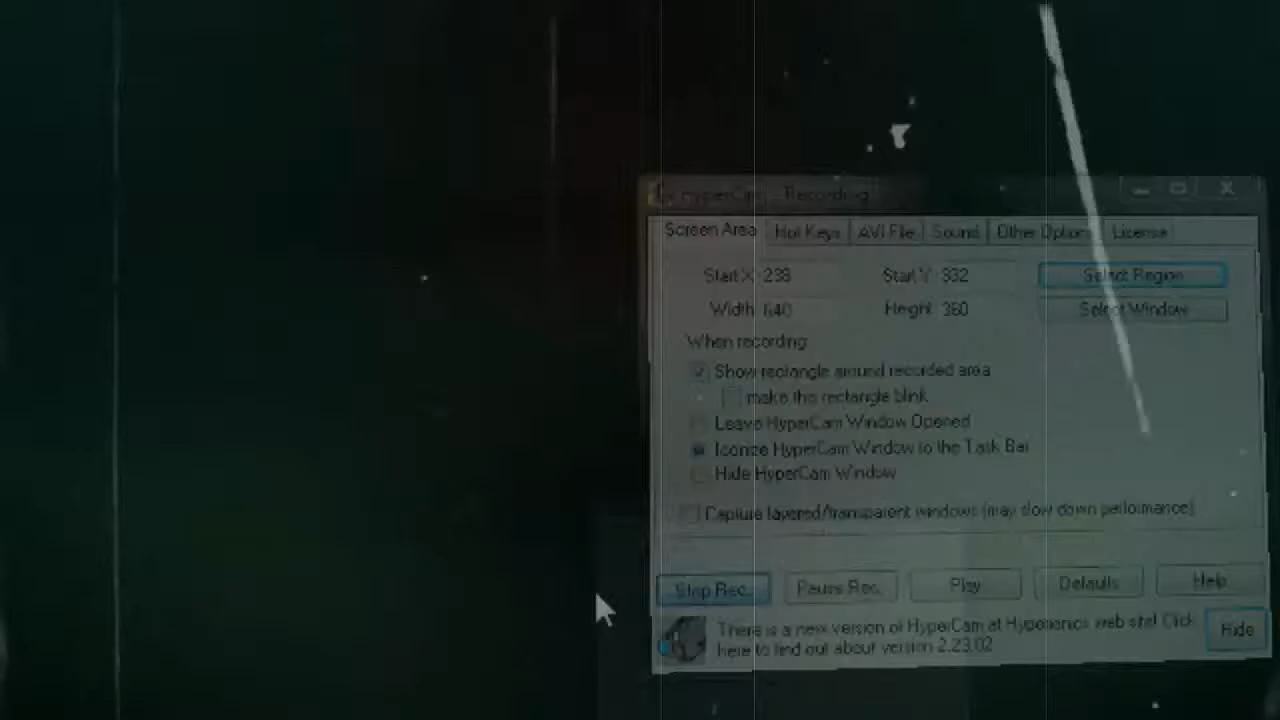 HyperCam - Recording
Screen Area Hot Keys AVI File Sound Other Options License
Start X: 238 Start Y: 332 Select Region
Width: 640 Height: 360 Select Window
When recording:
Show rectangle around recorded area
make this rectangle blink
Leave HyperCam Window Opened
Iconize HyperCam Window to the Task Bar
Hide HyperCam Window
Capture layered/transparent windows (may slow down performance)
Stop Rec. Pause Rec. Play Defaults Help
There is a new version of HyperCam at Hyperionics web site! Click
here to find out about version 2.23.02
Hide